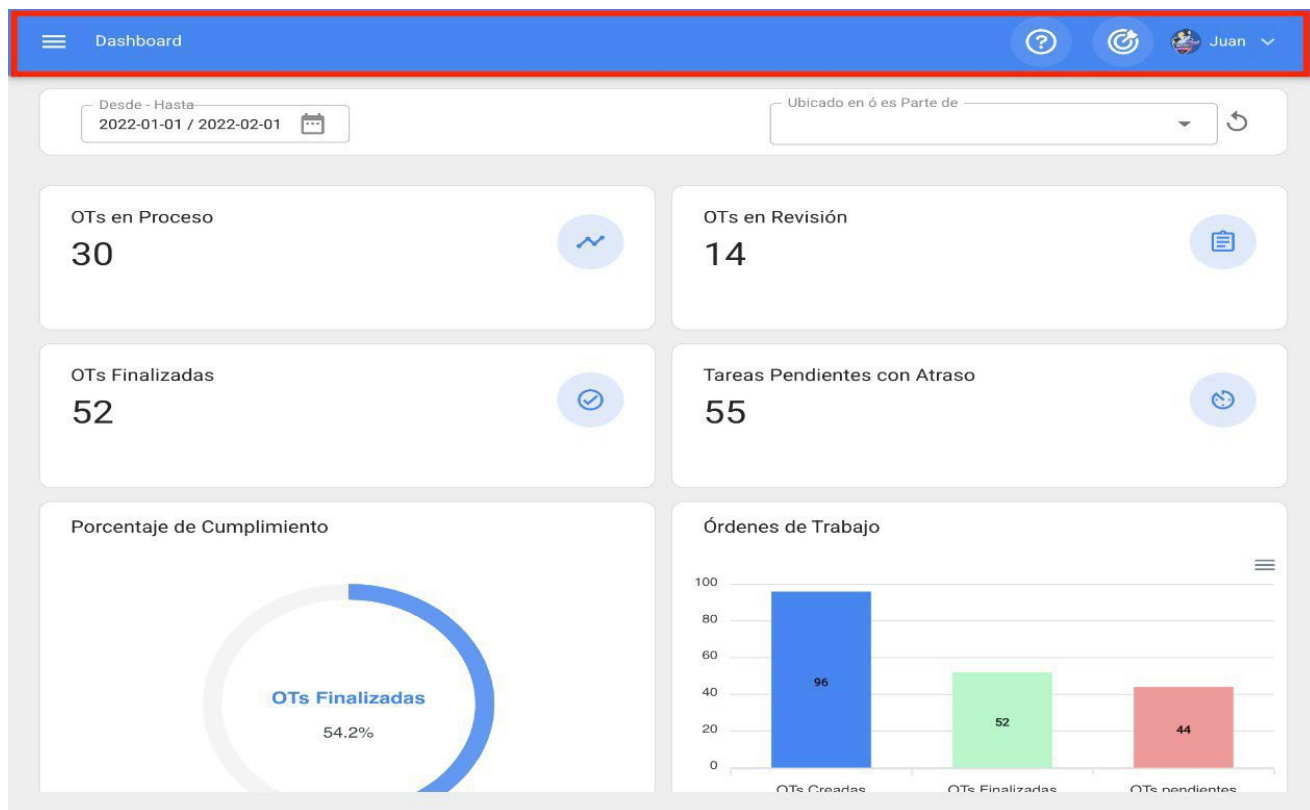 Dashboard
Juan
Desde - Hasta
2022-01-01 / 2022-02-01
Ubicado en ó es Parte de
OTs en Proceso
30
OTs en Revisión
14
OTs Finalizadas
52
Tareas Pendientes con Atraso
55
Porcentaje de Cumplimiento
OTs Finalizadas
54.2%
Órdenes de Trabajo
100
80
60
40
20
0
96
52
44
OTs Creadas
OTs Finalizadas
OTs pendientes